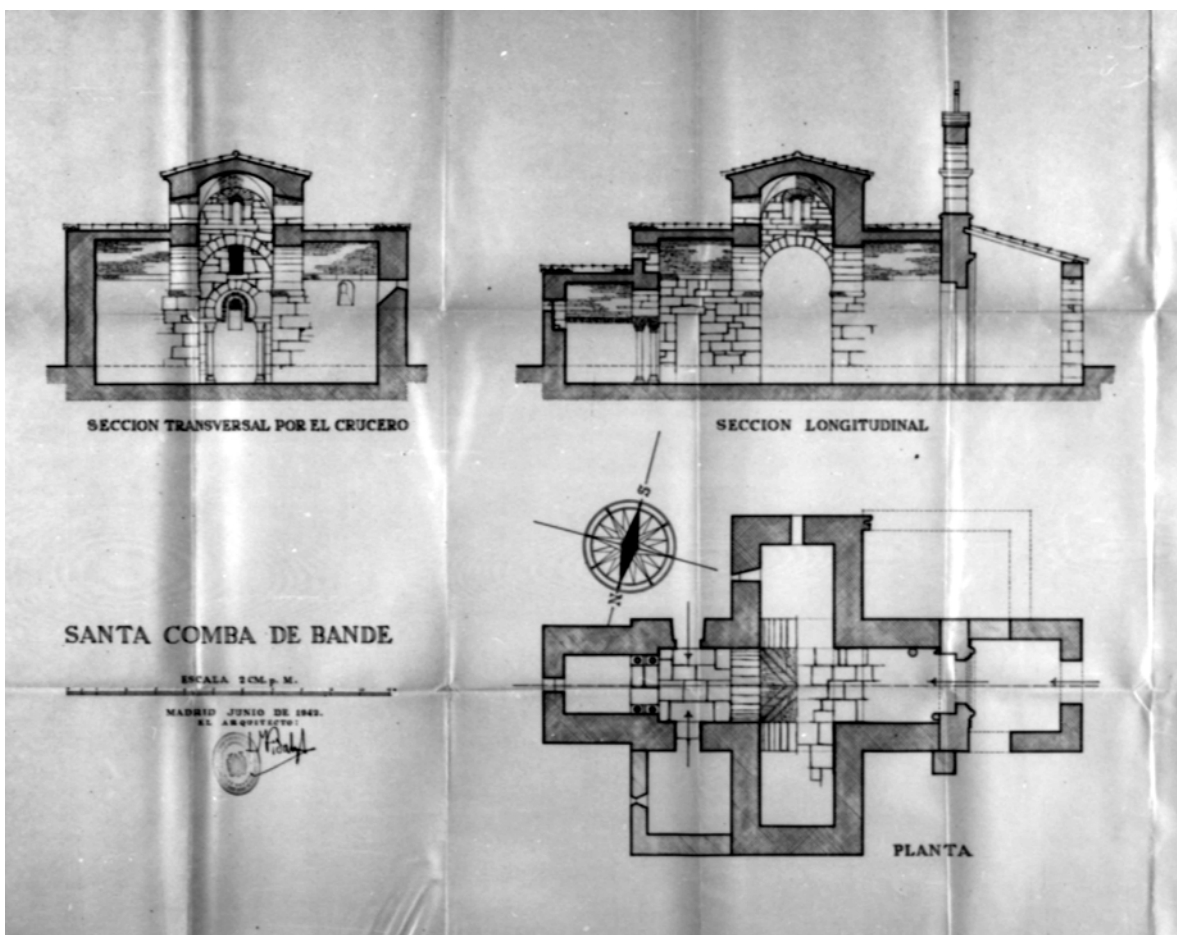 SECCION TRANSVERSAL POR EL CRUCERO
SECCION LONGITUDINAL
S
N
SANTA COMBA DE BANDE
ESCALA 2 CM. p. M.
MADRID JUNIO DE 1942.
EL ARQUITECTO:
PLANTA